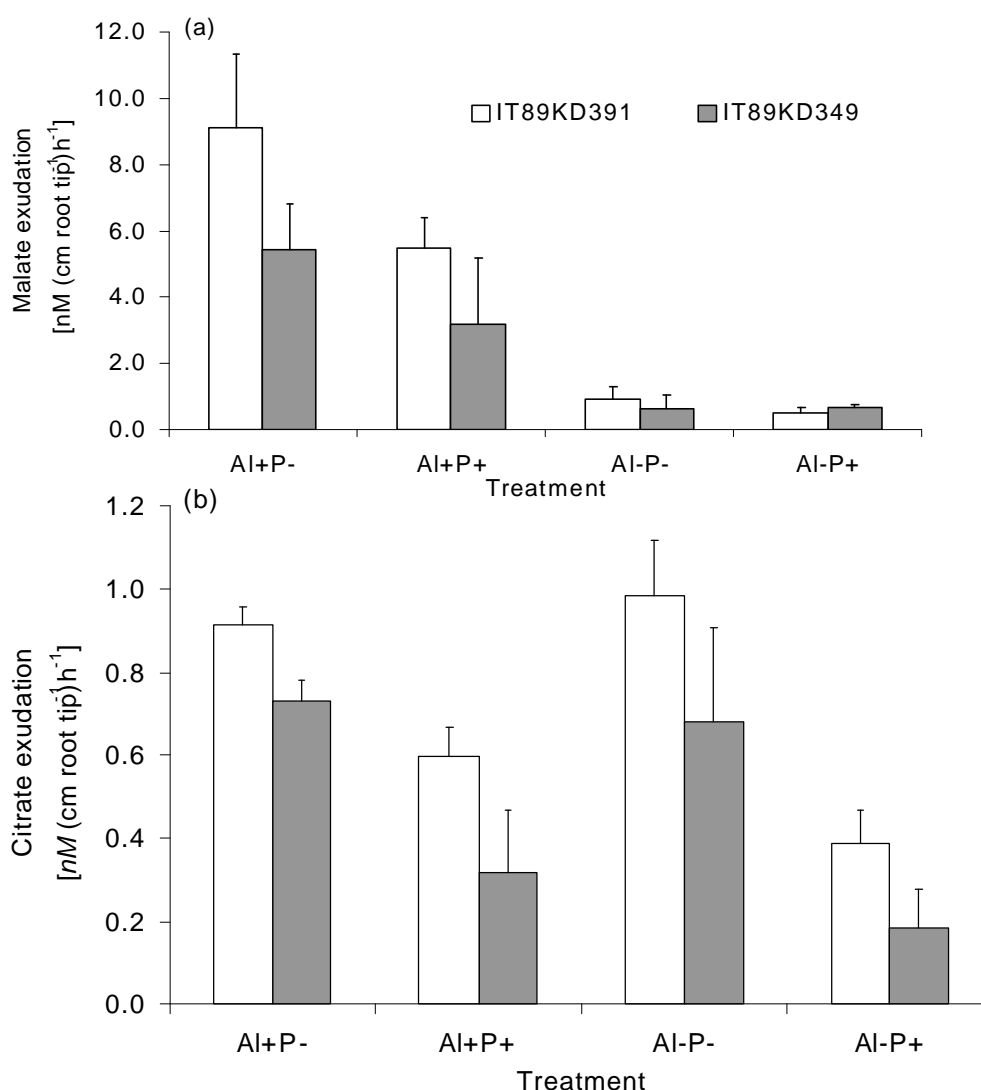 (a)
12.0
10.0
8.0
6.0
4.0
2.0
0.0
Malate exudation
[nM (cm root tip)⁻¹ h⁻¹]
IT89KD391 IT89KD349
Al+P- Al+P+ Al-P- Al-P+
Treatment
(b)
1.2
1.0
0.8
0.6
0.4
0.2
0.0
Citrate exudation
[nM (cm root tip)⁻¹ h⁻¹]
Al+P- Al+P+ Al-P- Al-P+
Treatment